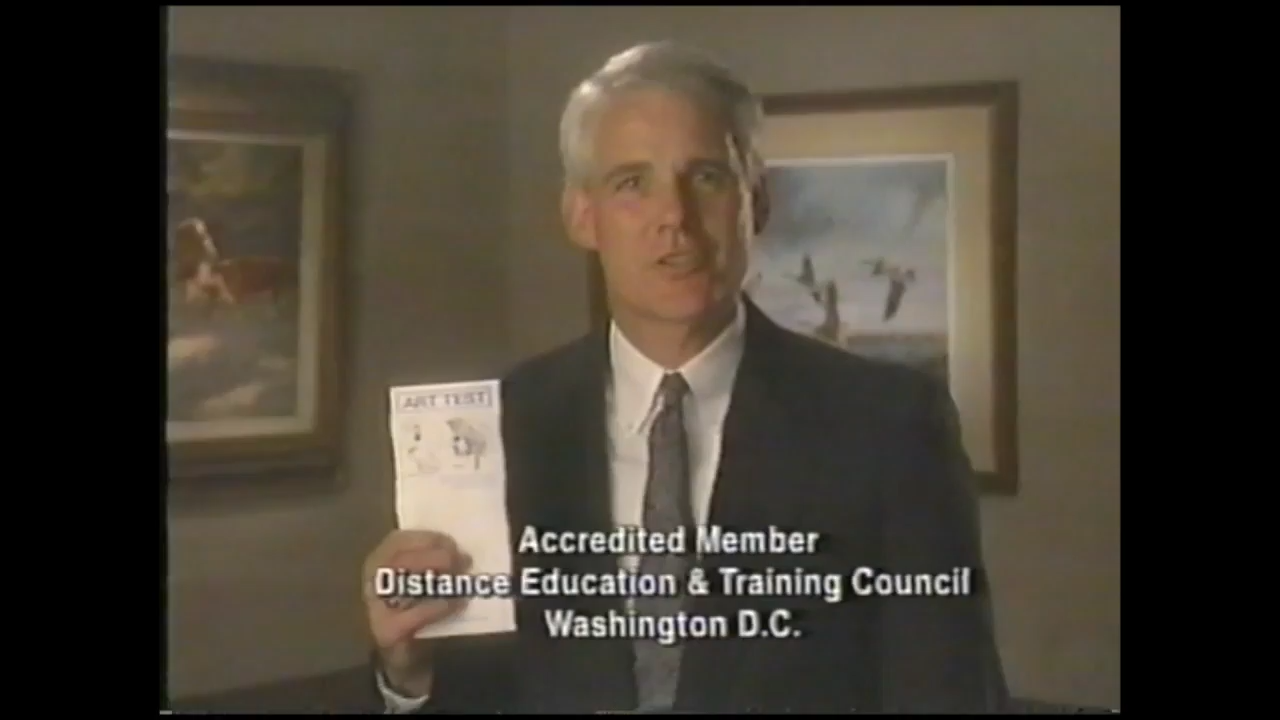 ART TEST
Accredited Member
Distance Education & Training Council
Washington D.C.